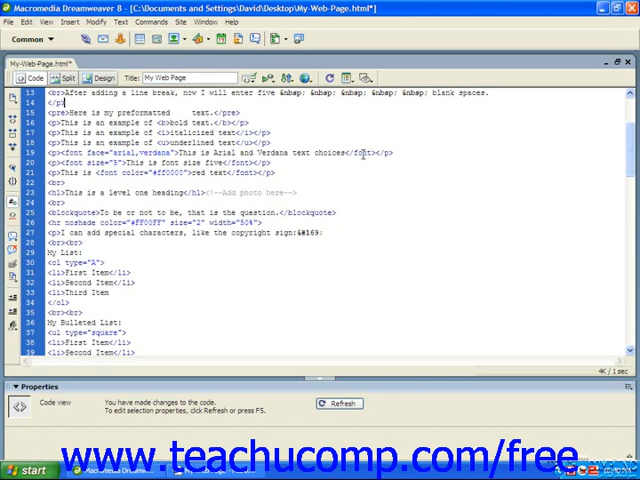 Macromedia Dreamweaver 8 - [C:\Documents and Settings\David\Desktop\My-Web-Page.htm*]
File Edit View Insert Modify Text Commands Site Window Help
Common
My-Web-Page.htm*
Code Split Design Title: My Web Page
13 <br>After adding a line break, now I will enter five &nbsp; &nbsp; &nbsp; &nbsp; &nbsp; blank spaces.
14 </p>
15 <pre>Here is my preformatted     text.</pre>
16 <p>This is an example of <b>bold text.</b></p>
17 <p>This is an example of <i>italicized text</i></p>
18 <p>This is an example of <u>underlined text</u></p>
19 <p><font face="arial,verdana">This is Arial and Verdana text choices</font></p>
20 <p><font size="5">This is font size five</font></p>
21 <p>This is <font color="#ff0000">red text</font></p>
22 <br>
23 <h1>This is a level one heading</h1><!--Add photo here-->
24 <br>
25 <blockquote>To be or not to be, that is the question.</blockquote>
26 <hr noshade color="#FF00FF" size="2" width="50%">
27 <p>I can add special characters, like the copyright sign:&#169;
28 <br><br>
29 My List:
30 <ol type="A">
31 <li>First Item</li>
32 <li>Second Item</li>
33 <li>Third Item
34 </ol>
35 <br><br>
36 My Bulleted List:
37 <ul type="square">
38 <li>First Item</li>
39 <li>Second Item</li>
4K / 1 sec
Properties
Code view
You have made changes to the code.
To edit selection properties, click Refresh or press F5.
Refresh
www.teachucomp.com/free
start Macromedia Dreamw...